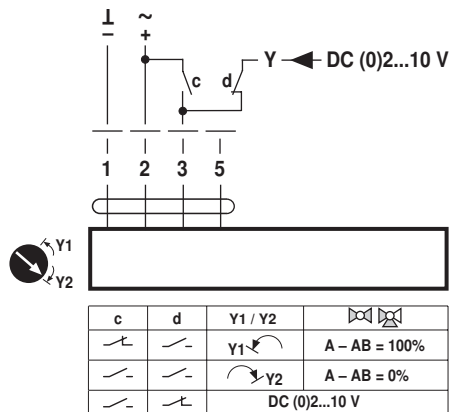 ⊥ ~
− +
Y DC (0)2...10 V
c d
1 2 3 5
Y1
Y2
c d Y1 / Y2
Y1 A – AB = 100%
Y2 A – AB = 0%
DC (0)2...10 V